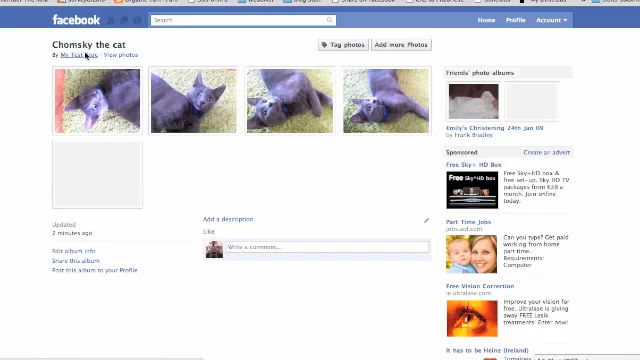 facebook
Search
Home Profile Account
Chomsky the cat
By My Test Page · View photos
Tag photos Add more Photos
Friends' photo albums
Emily's Christening 24th Jan 09
by Frank Bradley
Sponsored Create an advert
Free Sky+ HD Box
Free Sky+HD box
Free Sky+HD box
& free set-up. Sky HD TV
packages from €38 a
month. Join online
today.
Part Time Jobs
jobs.aol.com
Can you type? Get paid
working from home
part time.
Requirements:
Computer
Free Vision Correction
ie.ultralase.com
Improve your vision for
good. Ultralase are
giving away FREE Lasik
treatments! Enter now!
It has to be Heinz (Ireland)
Updated
2 minutes ago
Edit album info
Share this album
Post this album to your Profile
Add a description
Like
Write a comment...